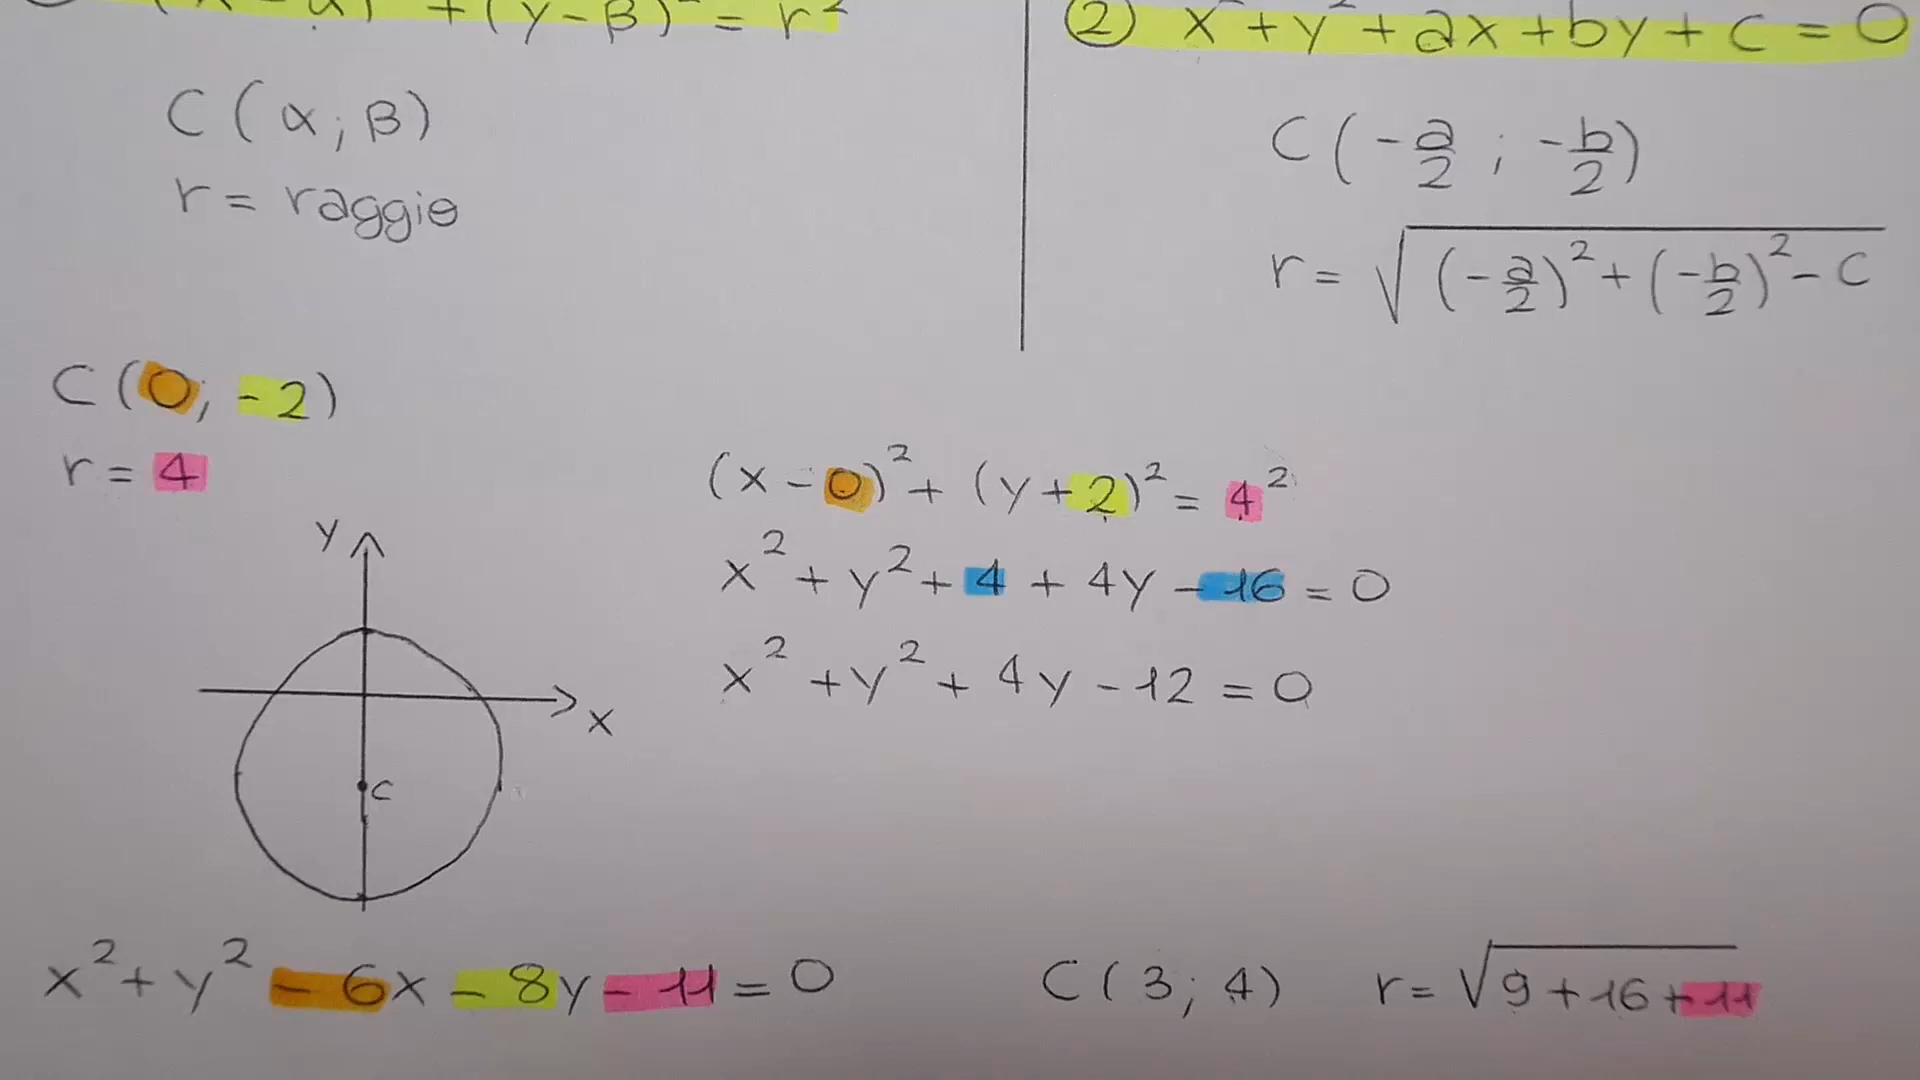 + (y - β)² = r²
C (α ; β)
r = raggio
② x² + y² + ax + by + c = 0
C (-a/2 ; -b/2)
r = √((-a/2)² + (-b/2)² - c)
C (0; -2)
r = 4
(x - 0)² + (y + 2)² = 4²
x² + y² + 4 + 4y - 16 = 0
x² + y² + 4y - 12 = 0
y
x
C
x² + y² - 6x - 8y - 11 = 0
C (3; 4) r = √(9 + 16 + 11)